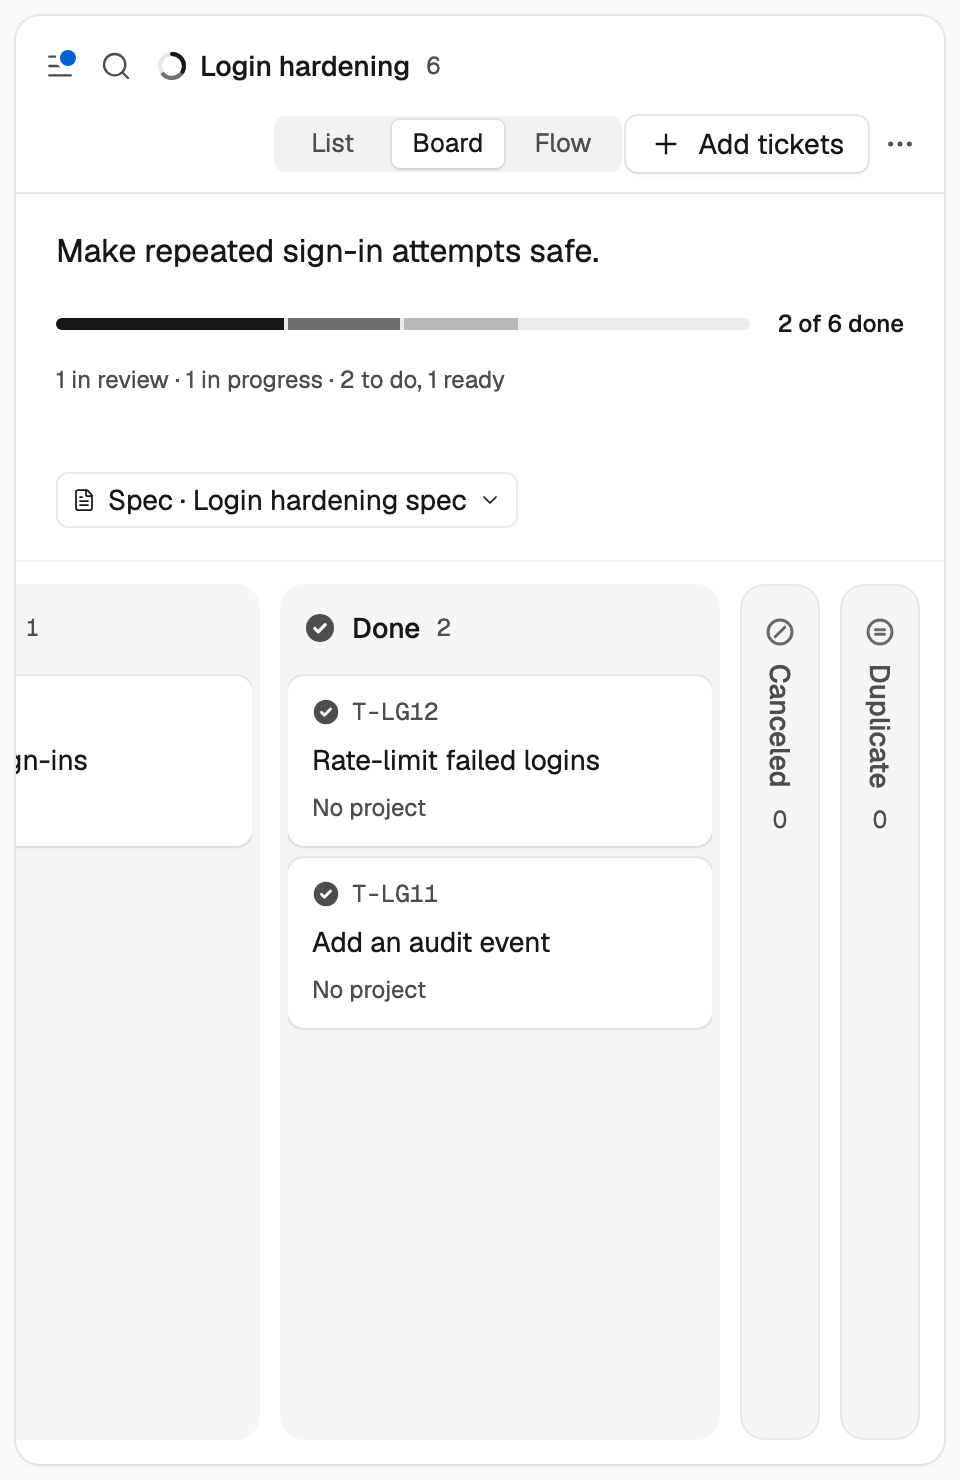 Login hardening 6
List Board Flow + Add tickets ...
Make repeated sign-in attempts safe.
2 of 6 done
1 in review · 1 in progress · 2 to do, 1 ready
Spec · Login hardening spec
1
gn-ins
Done 2
T-LG12
Rate-limit failed logins
No project
T-LG11
Add an audit event
No project
Canceled 0
Duplicate 0